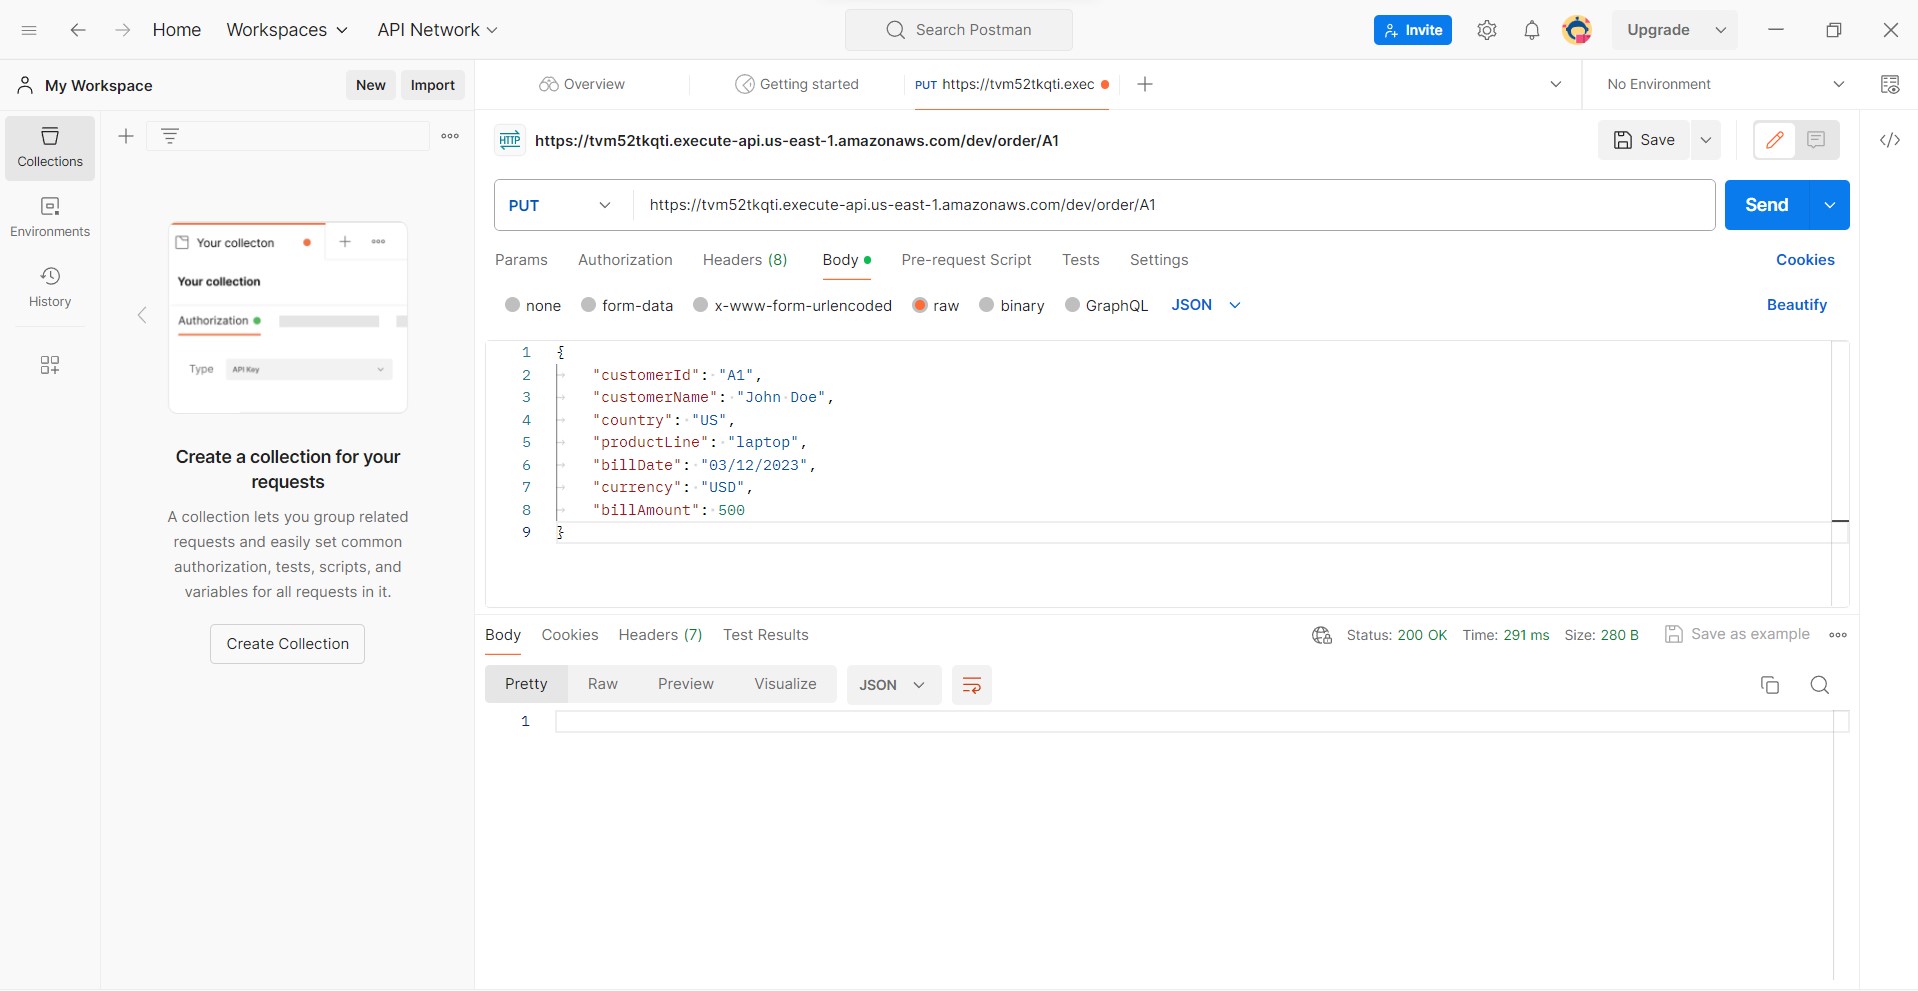 Home Workspaces API Network Search Postman Invite Upgrade
My Workspace New Import Overview Getting started PUT https://tvm52tkqti.exec No Environment
Collections
Environments
History
Your collecton
Your collection
Authorization
Type API Key
Create a collection for your
requests
A collection lets you group related
requests and easily set common
authorization, tests, scripts, and
variables for all requests in it.
Create Collection
HTTP https://tvm52tkqti.execute-api.us-east-1.amazonaws.com/dev/order/A1 Save </>
PUT https://tvm52tkqti.execute-api.us-east-1.amazonaws.com/dev/order/A1 Send
Params Authorization Headers (8) Body Pre-request Script Tests Settings Cookies
none form-data x-www-form-urlencoded raw binary GraphQL JSON Beautify
1 {
2 "customerId": "A1",
3 "customerName": "John Doe",
4 "country": "US",
5 "productLine": "laptop",
6 "billDate": "03/12/2023",
7 "currency": "USD",
8 "billAmount": 500
9 }
Body Cookies Headers (7) Test Results Status: 200 OK Time: 291 ms Size: 280 B Save as example
Pretty Raw Preview Visualize JSON
1